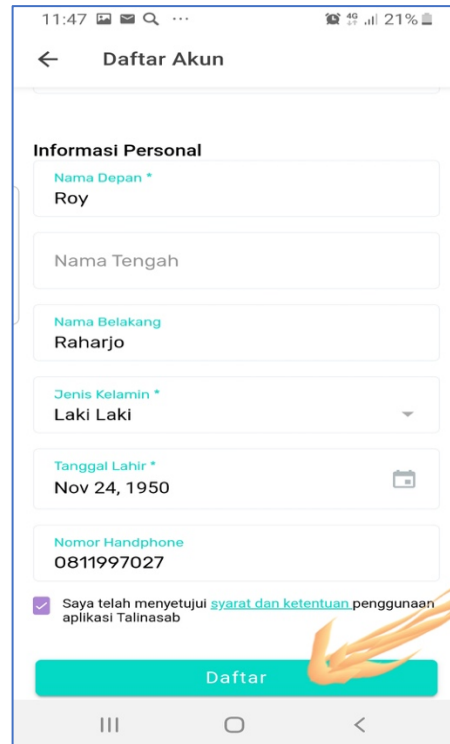 11:47
4G 21%
Daftar Akun
Informasi Personal
Nama Depan *
Roy
Nama Tengah
Nama Belakang
Raharjo
Jenis Kelamin *
Laki Laki
Tanggal Lahir *
Nov 24, 1950
Nomor Handphone
0811997027
Saya telah menyetujui syarat dan ketentuan penggunaan
aplikasi Talinasab
Daftar